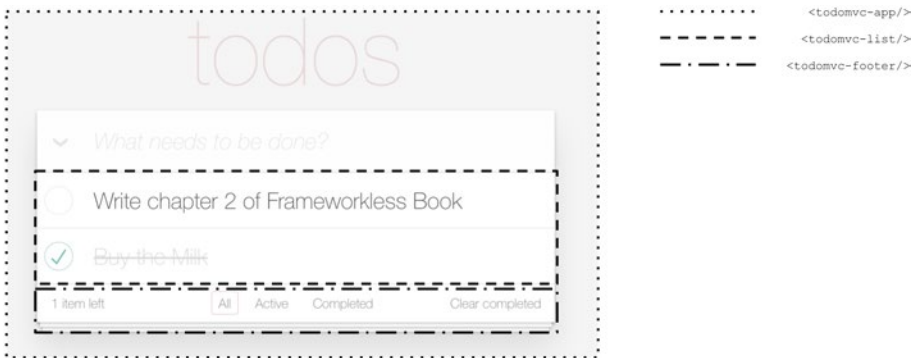 <todomvc-app/>
<todomvc-list/>
<todomvc-footer/>
todos
What needs to be done?
Write chapter 2 of Frameworkless Book
Buy the Milk
1 item left All Active Completed Clear completed